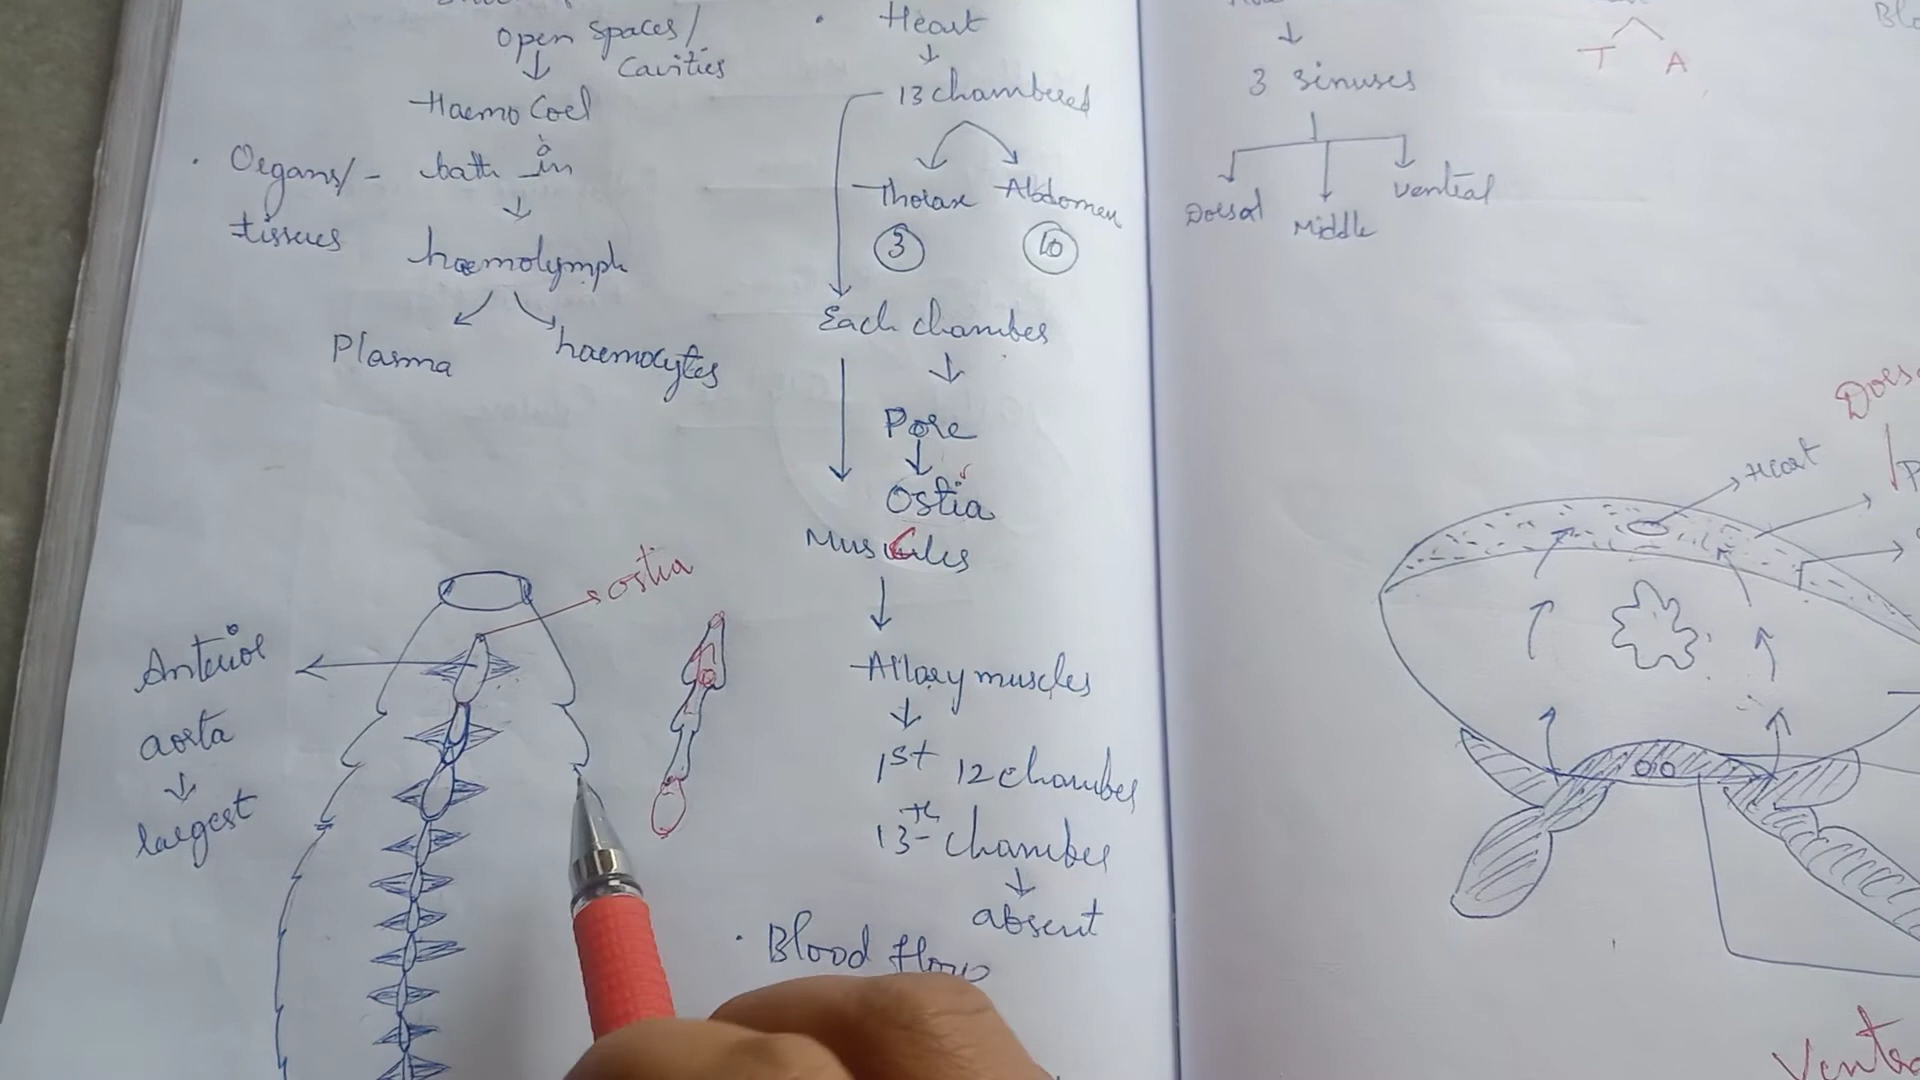 Open Spaces/
Cavities
Haemo Coel
Organs/ - bath in
tissues
haemolymph
Plasma
haemocytes
Ostia
Anterior
aorta
largest
Heart
13 chambered
Thorax Abdomen
3 10
Each chamber
Pore
Ostia
Muscles
Allary muscles
1st 12 chamber
13th chamber
absent
Blood flow
3 Sinuses
Dorsal
Middle
Ventral
T A
Heart